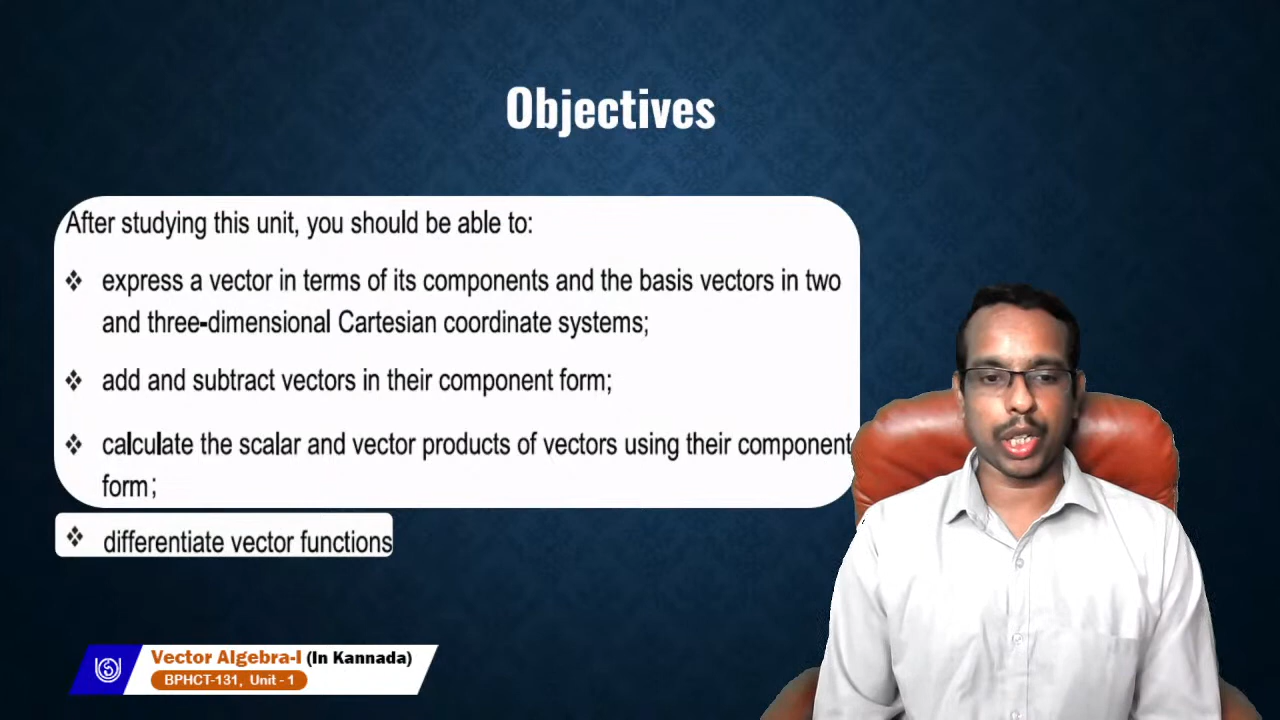 Objectives
After studying this unit, you should be able to:
❖ express a vector in terms of its components and the basis vectors in two
and three-dimensional Cartesian coordinate systems;
❖ add and subtract vectors in their component form;
❖ calculate the scalar and vector products of vectors using their component
form;
❖ differentiate vector functions
Vector Algebra-I (In Kannada)
BPHCT-131, Unit - 1